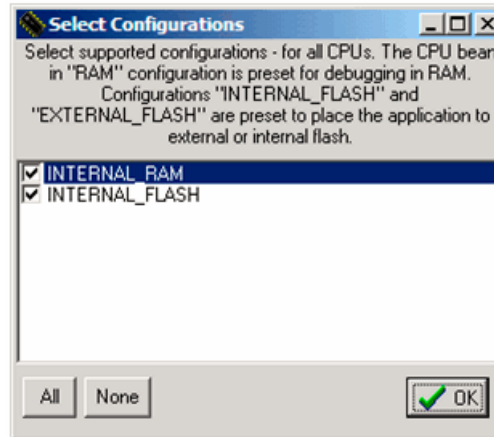 Select Configurations
Select supported configurations - for all CPUs. The CPU bean
in "RAM" configuration is preset for debugging in RAM.
Configurations "INTERNAL_FLASH" and
"EXTERNAL_FLASH" are preset to place the application to
external or internal flash.
INTERNAL_RAM
INTERNAL_FLASH
All
None
OK